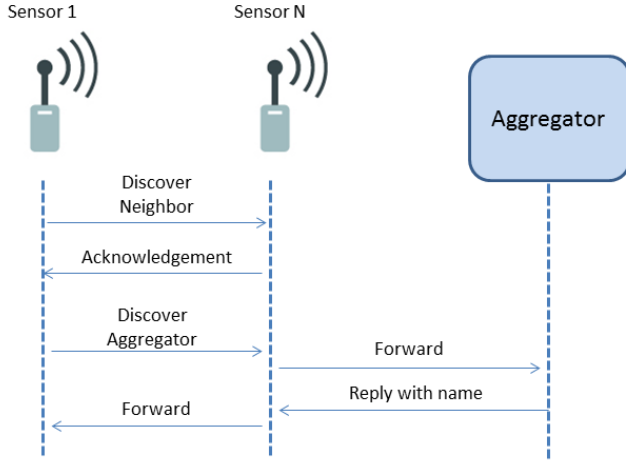 Sensor 1
Sensor N
Aggregator
Discover
Neighbor
Acknowledgement
Discover
Aggregator
Forward
Reply with name
Forward